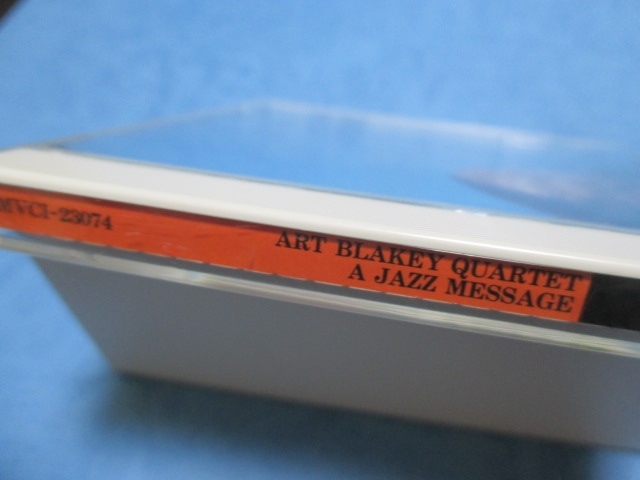 MVCI-23074
ART BLAKEY QUARTET
A JAZZ MESSAGE